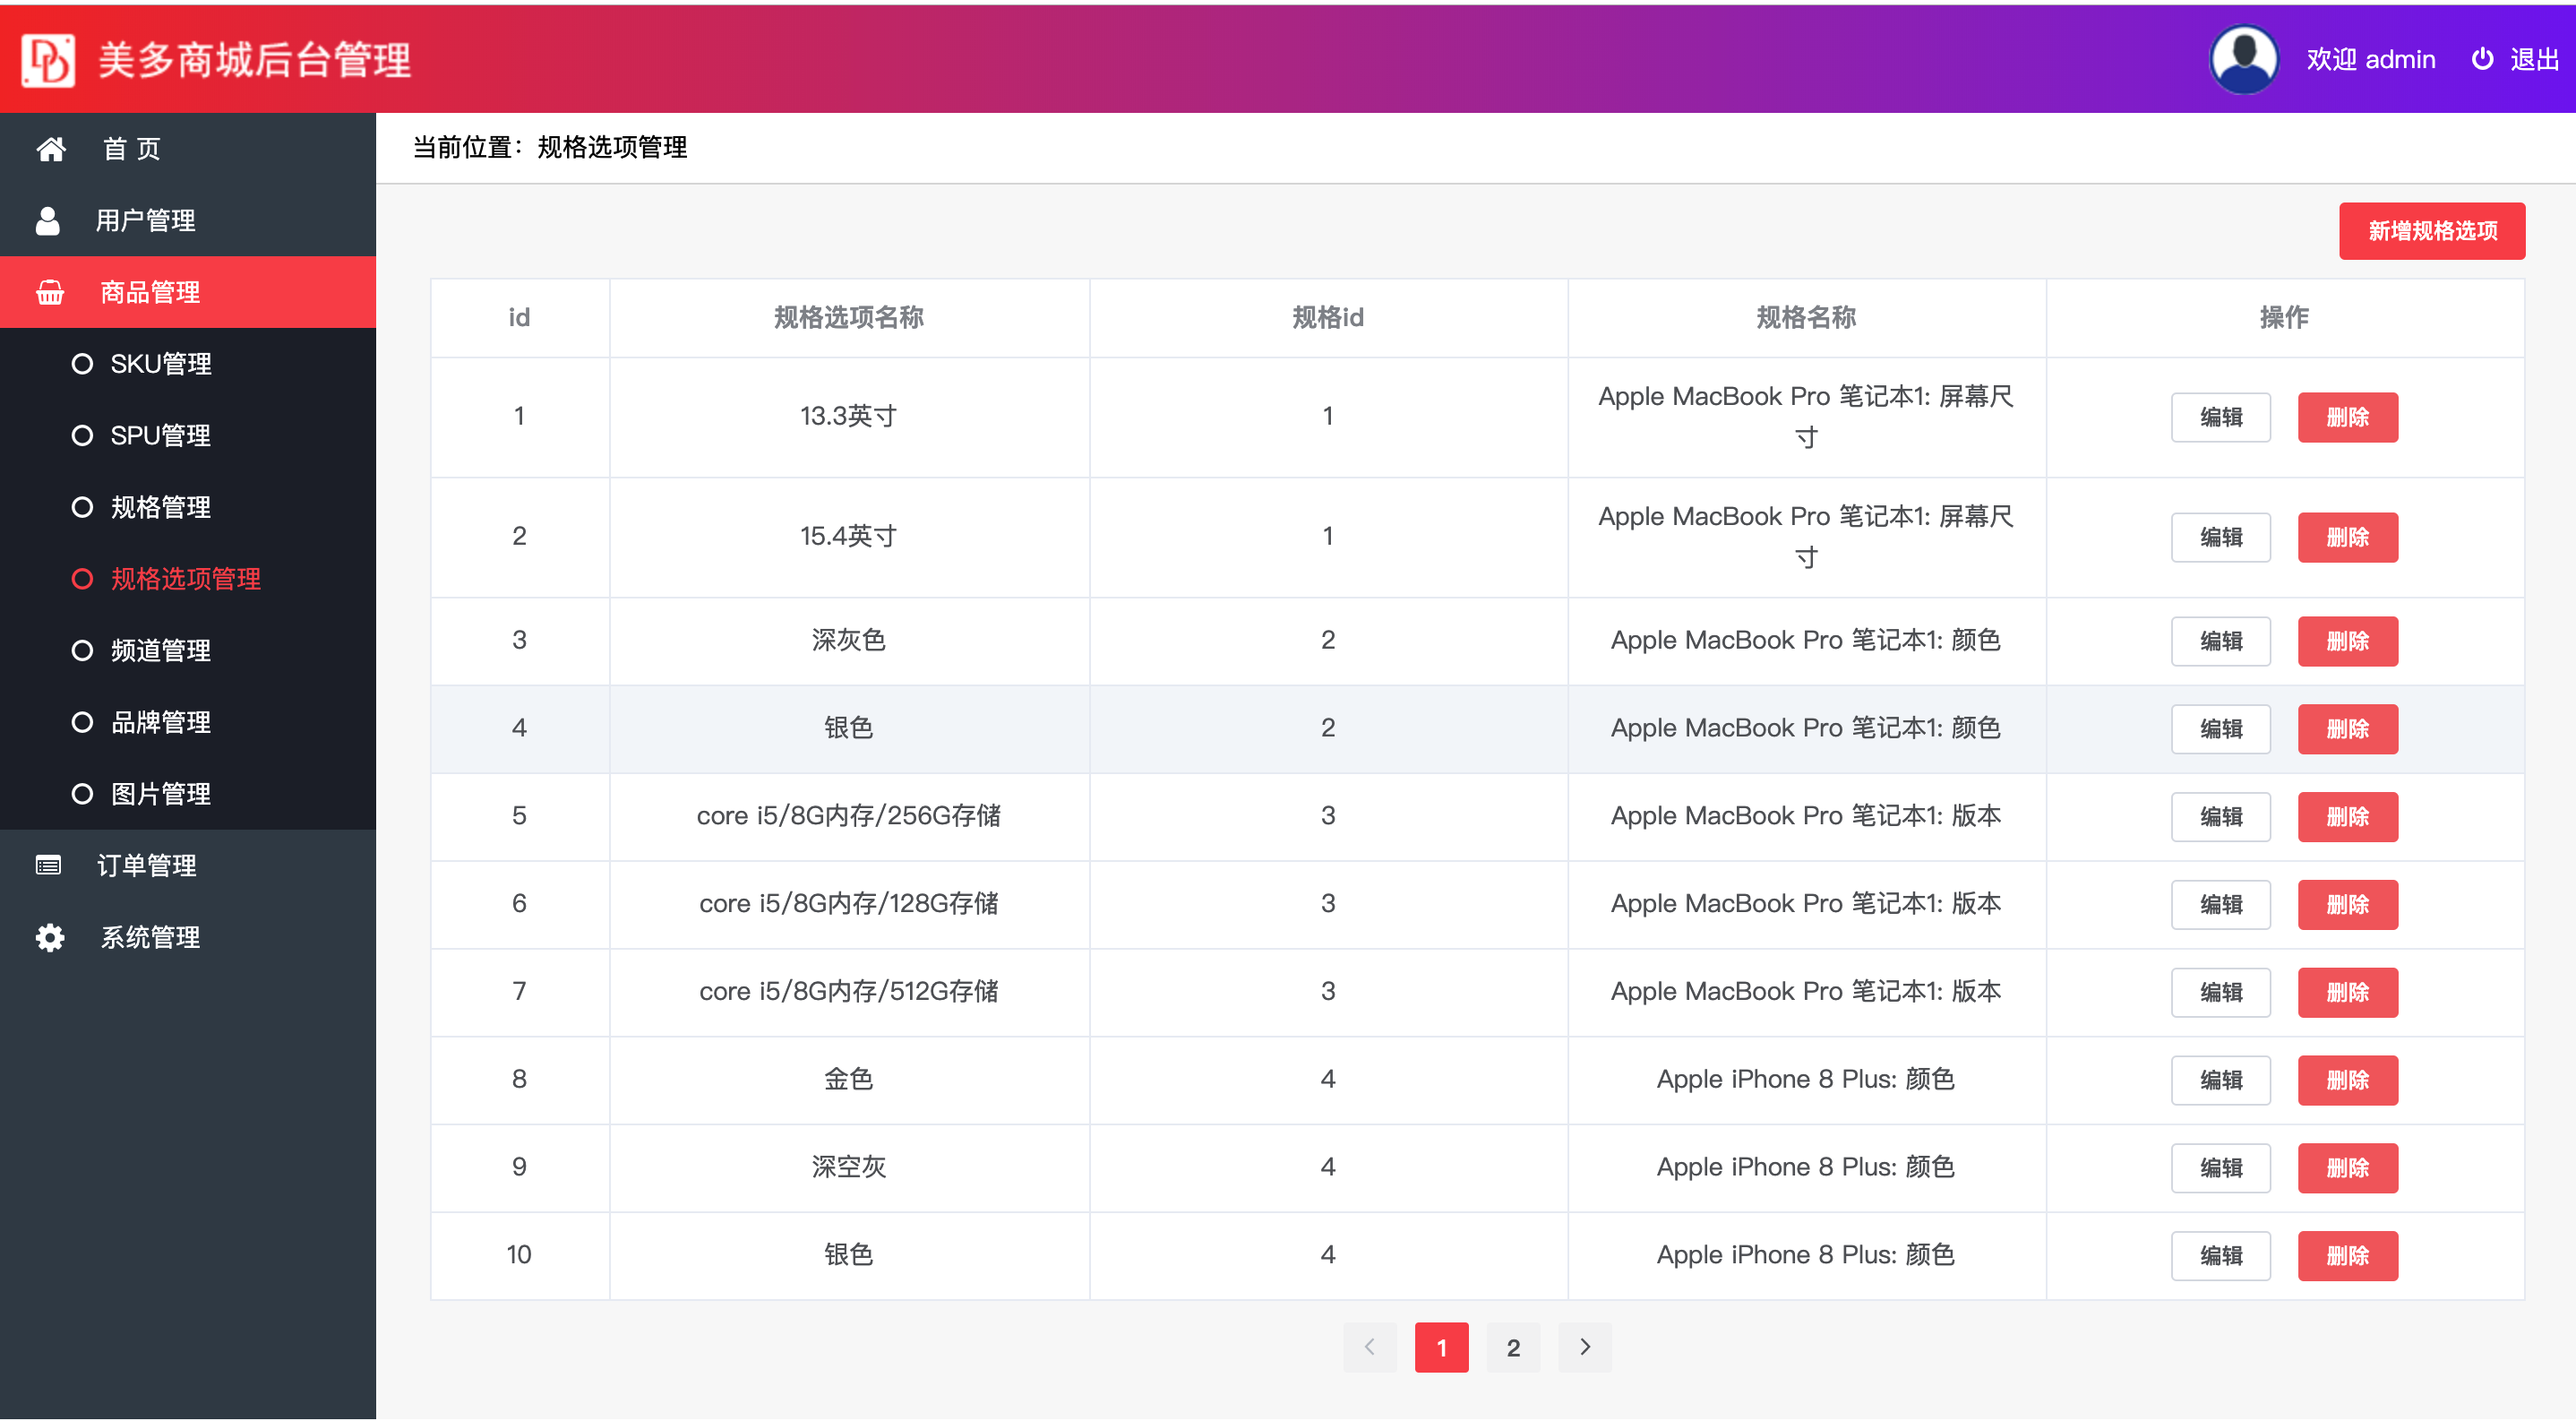 美多商城后台管理
欢迎 admin
退出
首 页
用户管理
商品管理
SKU管理
SPU管理
规格管理
规格选项管理
频道管理
品牌管理
图片管理
订单管理
系统管理
当前位置：规格选项管理
新增规格选项
id 规格选项名称 规格id 规格名称 操作
1 13.3英寸 1 Apple MacBook Pro 笔记本1: 屏幕尺
寸 编辑 删除
2 15.4英寸 1 Apple MacBook Pro 笔记本1: 屏幕尺
寸 编辑 删除
3 深灰色 2 Apple MacBook Pro 笔记本1: 颜色 编辑 删除
4 银色 2 Apple MacBook Pro 笔记本1: 颜色 编辑 删除
5 core i5/8G内存/256G存储 3 Apple MacBook Pro 笔记本1: 版本 编辑 删除
6 core i5/8G内存/128G存储 3 Apple MacBook Pro 笔记本1: 版本 编辑 删除
7 core i5/8G内存/512G存储 3 Apple MacBook Pro 笔记本1: 版本 编辑 删除
8 金色 4 Apple iPhone 8 Plus: 颜色 编辑 删除
9 深空灰 4 Apple iPhone 8 Plus: 颜色 编辑 删除
10 银色 4 Apple iPhone 8 Plus: 颜色 编辑 删除
1 2